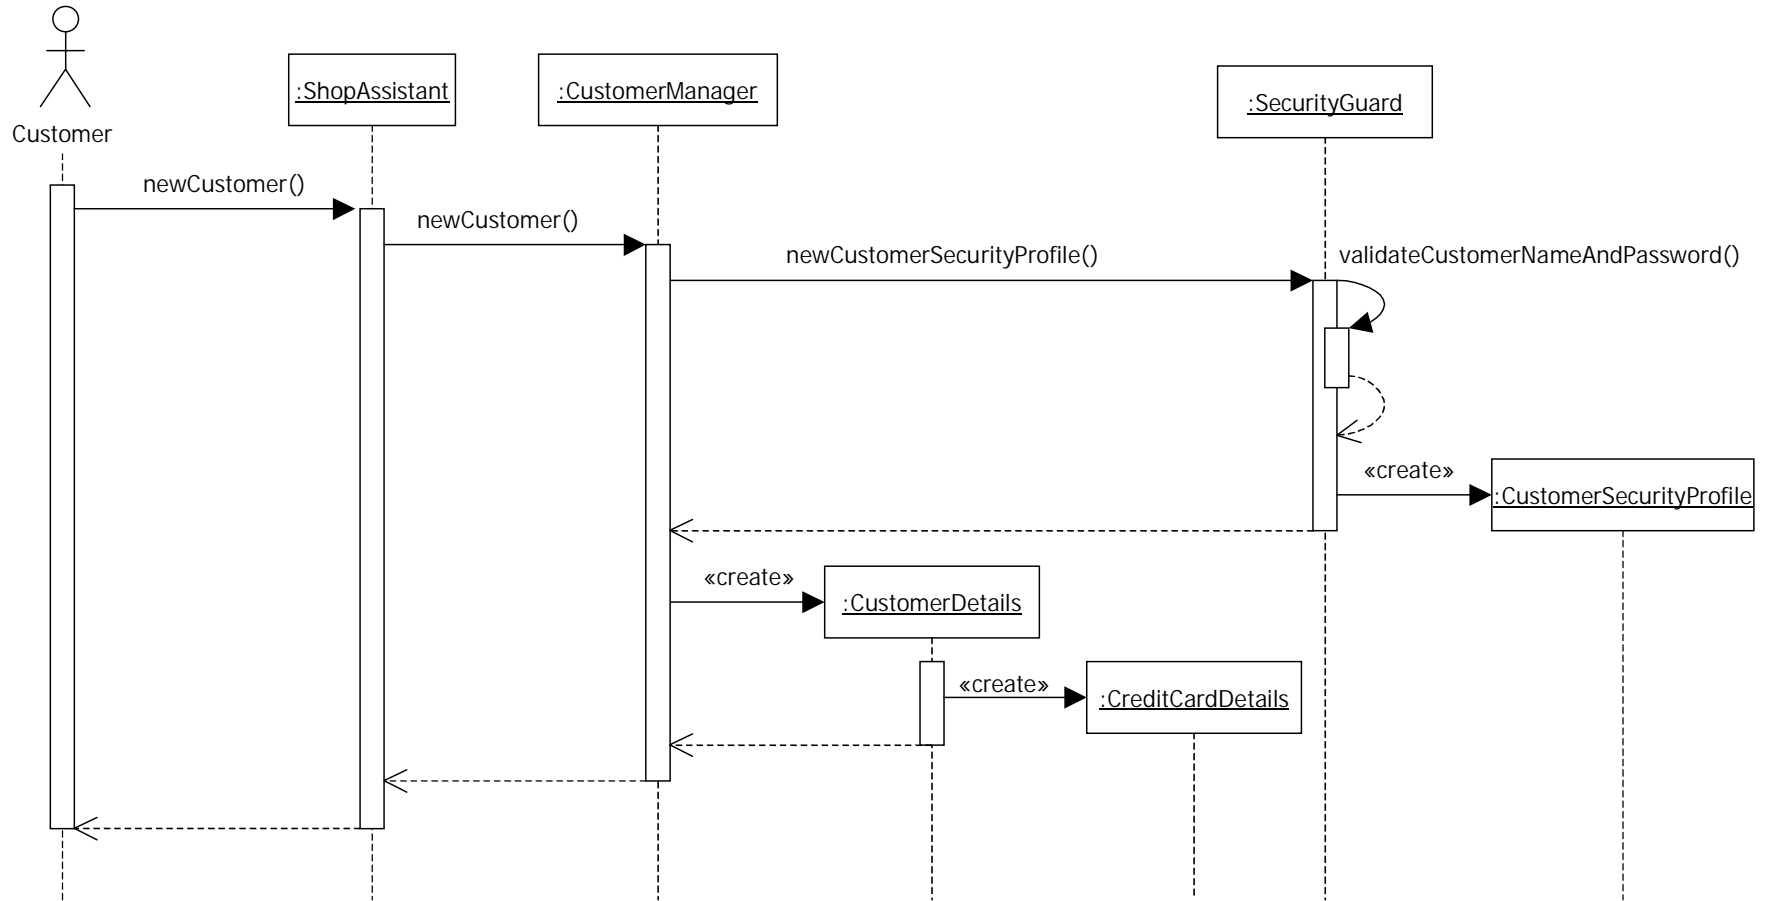 :ShopAssistant
:CustomerManager
:SecurityGuard
Customer
newCustomer()
newCustomer()
newCustomerSecurityProfile()
validateCustomerNameAndPassword()
«create»
:CustomerSecurityProfile
«create»
:CustomerDetails
«create»
:CreditCardDetails